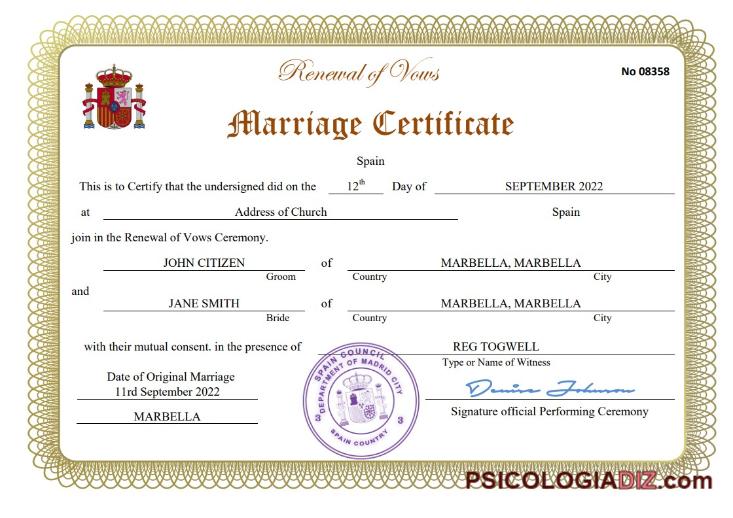 Renewal of Vows
No 08358
Marriage Certificate
Spain
This is to Certify that the undersigned did on the 12th Day of SEPTEMBER 2022
at Address of Church Spain
join in the Renewal of Vows Ceremony.
JOHN CITIZEN of MARBELLA, MARBELLA
Groom Country City
and
JANE SMITH of MARBELLA, MARBELLA
Bride Country City
with their mutual consent. in the presence of REG TOGWELL
Type or Name of Witness
Date of Original Marriage
11rd September 2022
MARBELLA
SPAIN COUNCIL
DEPARTMENT OF MADRID CITY
3 3
SPAIN COUNTRY
Denise Johnson
Signature official Performing Ceremony
PSICOLOGIADIZ.com